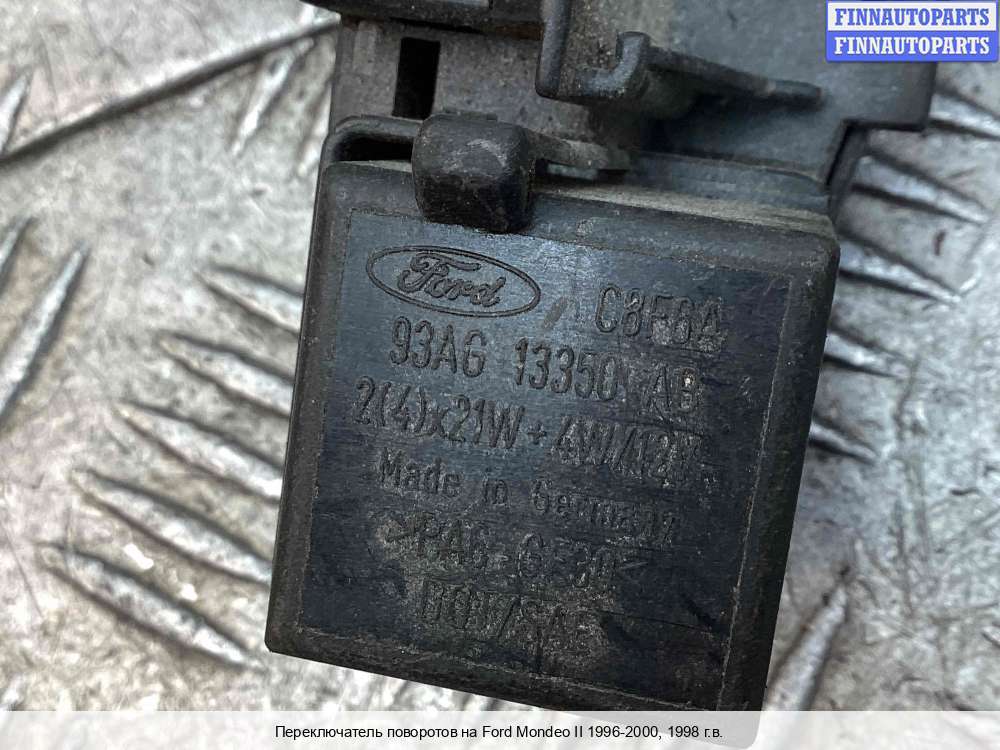 FINNAUTOPARTS
FINNAUTOPARTS
Ford
C8F6A
93AG 13350 AB
2(4)x21W + 4W/12V
Made in Germany
>PA6-GF30<
Переключатель поворотов на Ford Mondeo II 1996-2000, 1998 г.в.